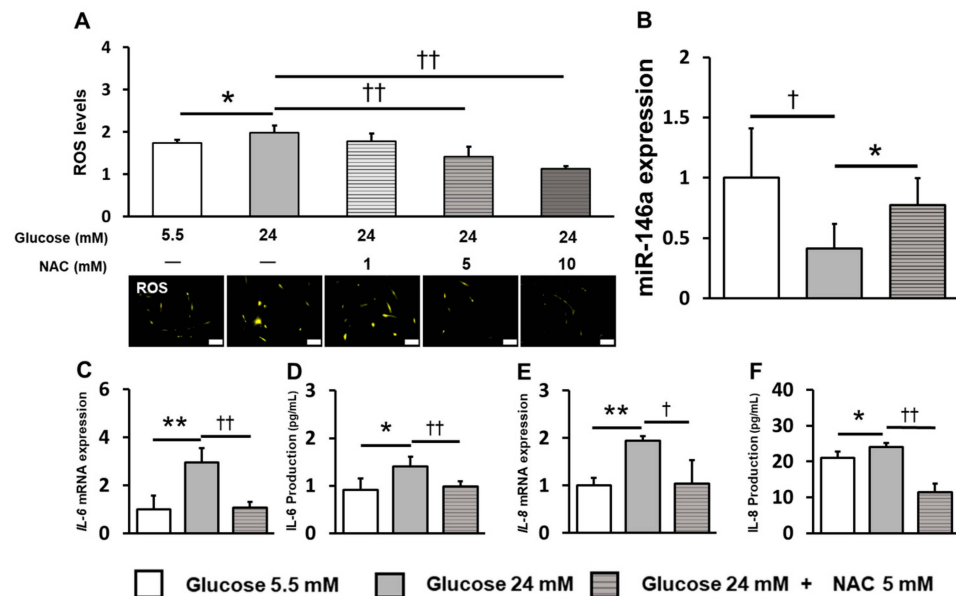 A
ROS levels
4
3
2
1
0
*
††
††
Glucose (mM) 5.5 24 24 24 24
NAC (mM) — — 1 5 10
ROS
B
miR-146a expression
2
1.5
1
0.5
0
†
*
C
IL-6 mRNA expression
6
4
2
0
**
††
D
IL-6 Production (pg/mL)
3
2
1
0
*
††
E
IL-8 mRNA expression
3
2
1
0
**
†
F
IL-8 Production (pg/mL)
40
30
20
10
0
*
††
Glucose 5.5 mM Glucose 24 mM Glucose 24 mM + NAC 5 mM